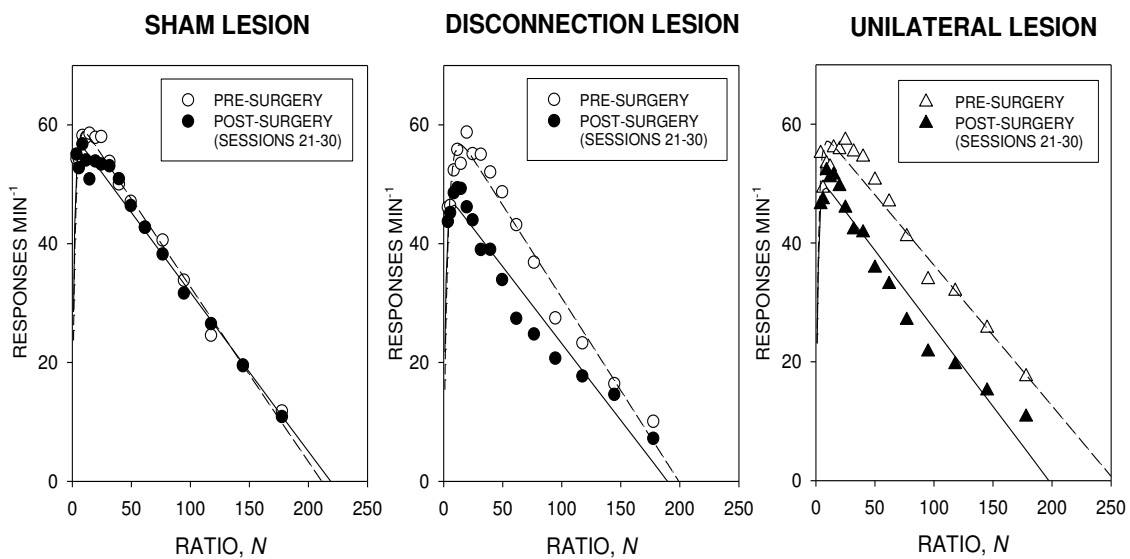 SHAM LESION
DISCONNECTION LESION
UNILATERAL LESION
RESPONSES MIN-1
60
40
20
0
PRE-SURGERY
POST-SURGERY
(SESSIONS 21-30)
0 50 100 150 200 250
RATIO, N
RESPONSES MIN-1
60
40
20
0
PRE-SURGERY
POST-SURGERY
(SESSIONS 21-30)
0 50 100 150 200 250
RATIO, N
RESPONSES MIN-1
60
40
20
0
PRE-SURGERY
POST-SURGERY
(SESSIONS 21-30)
0 50 100 150 200 250
RATIO, N